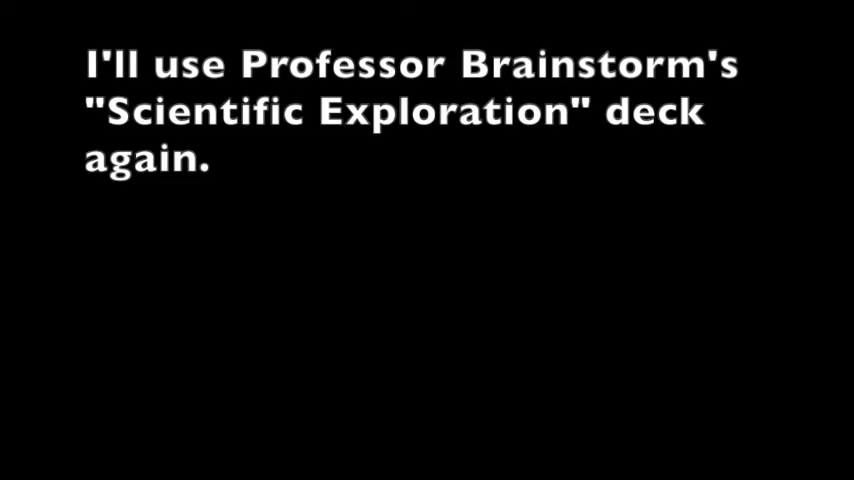 I'll use Professor Brainstorm's
"Scientific Exploration" deck
again.